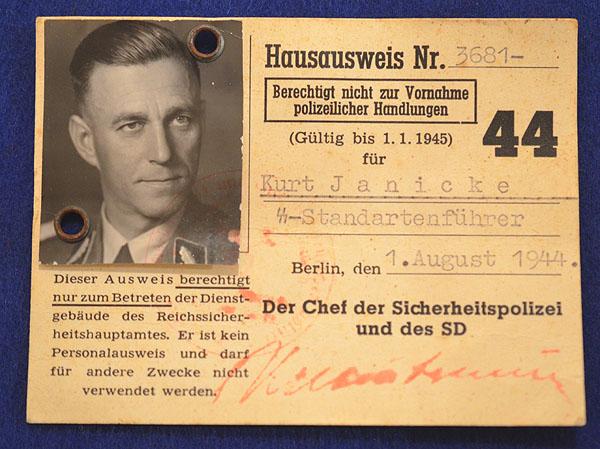 Hausausweis Nr. 3681-
Berechtigt nicht zur Vornahme
polizeilicher Handlungen
(Gültig bis 1.1.1945)
44
für
Kurt Janicke
ᛋᛋ-Standartenführer
Berlin, den 1.August 1944.
Der Chef der Sicherheitspolizei
und des SD
Dieser Ausweis berechtigt
nur zum Betreten der Dienst-
gebäude des Reichssicher-
heitshauptamtes. Er ist kein
Personalausweis und darf
für andere Zwecke nicht
verwendet werden.